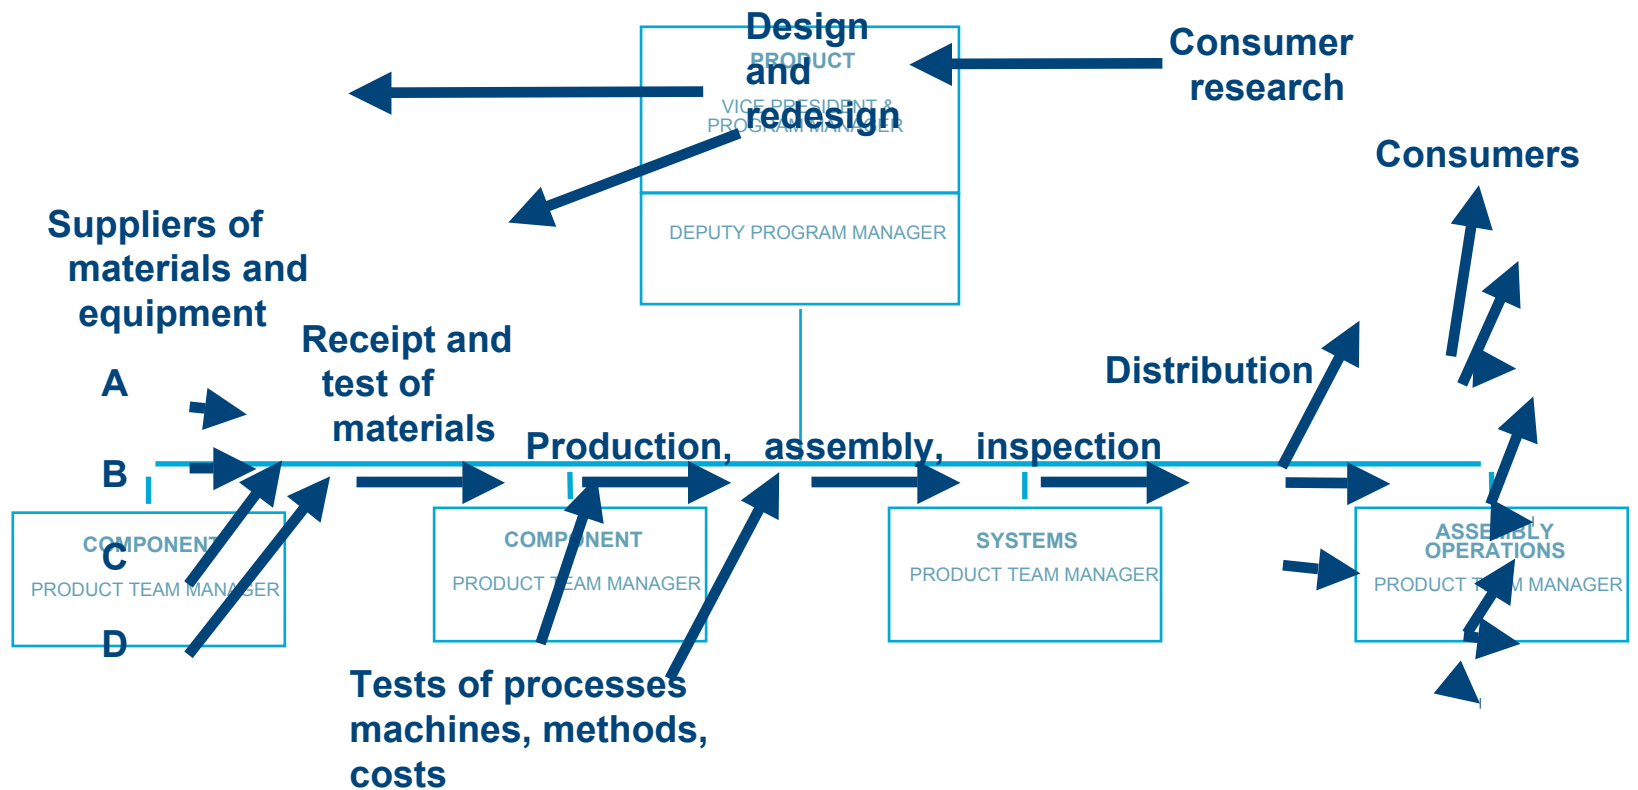 Design
and
redesign
PRODUCT
VICE PRESIDENT &
PROGRAM MANAGER
DEPUTY PROGRAM MANAGER
Consumer
research
Consumers
Suppliers of
materials and
equipment
Receipt and
test of
materials
A
B
C
D
Distribution
Production, assembly, inspection
COMPONENT
PRODUCT TEAM MANAGER
COMPONENT
PRODUCT TEAM MANAGER
SYSTEMS
PRODUCT TEAM MANAGER
ASSEMBLY
OPERATIONS
PRODUCT TEAM MANAGER
Tests of processes
machines, methods,
costs